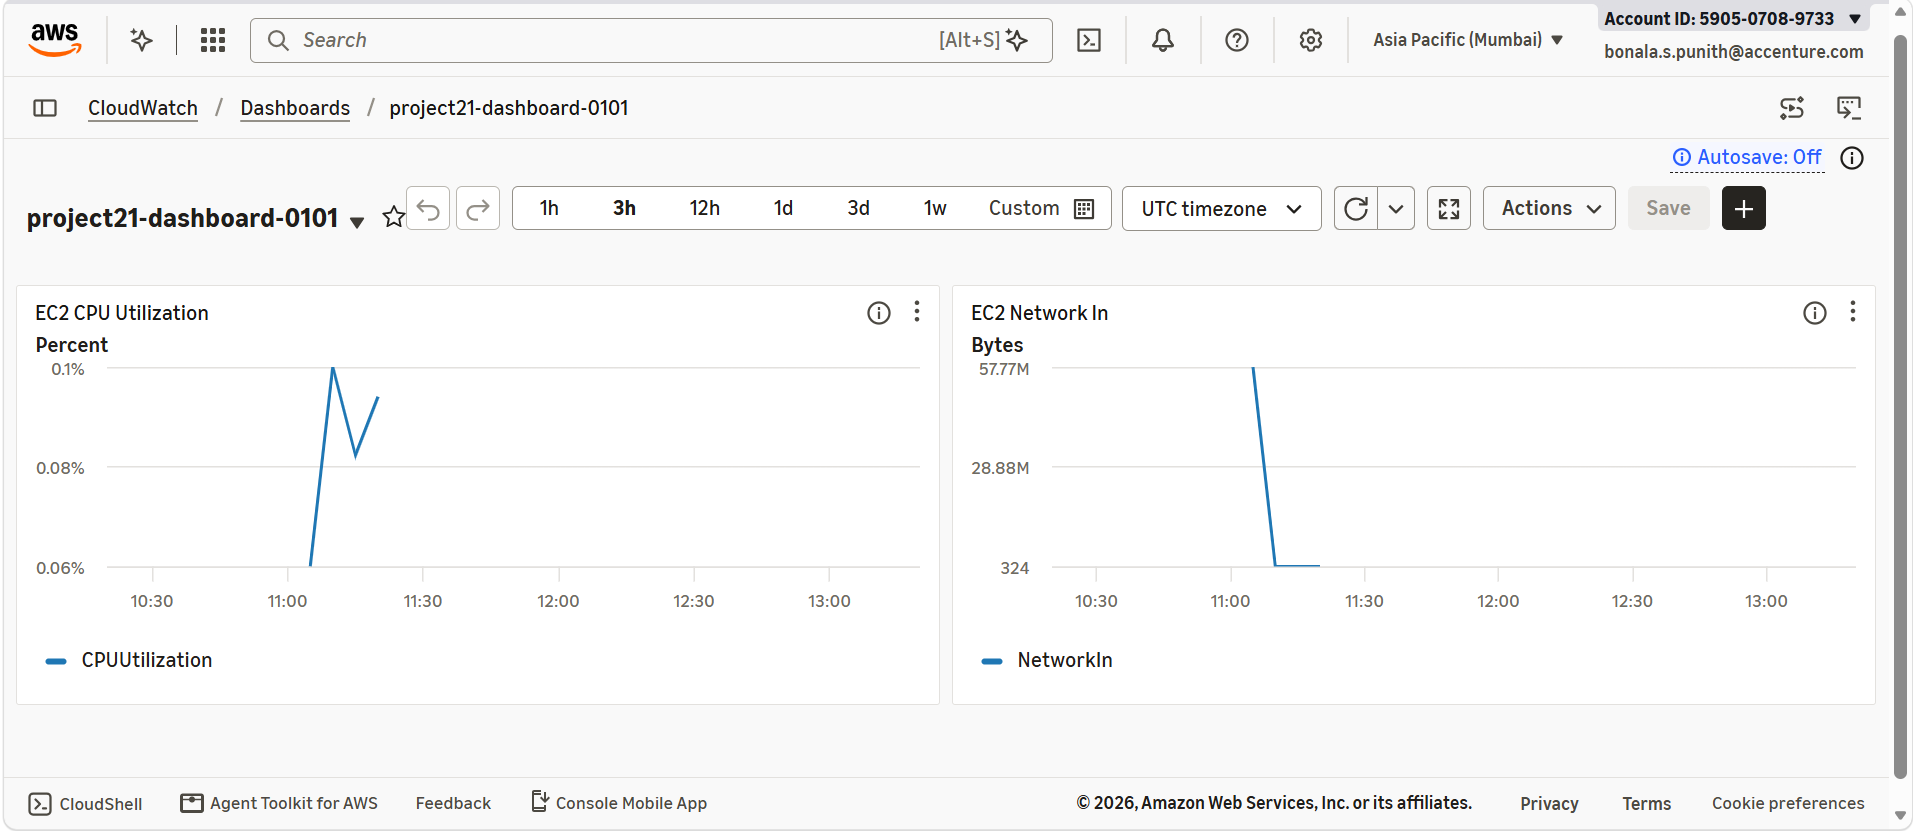 aws
Search [Alt+S]
Asia Pacific (Mumbai)
Account ID: 5905-0708-9733
bonala.s.punith@accenture.com
CloudWatch / Dashboards / project21-dashboard-0101
Autosave: Off
project21-dashboard-0101
1h 3h 12h 1d 3d 1w Custom
UTC timezone
Actions
Save
EC2 CPU Utilization
Percent
0.1%
0.08%
0.06%
10:30 11:00 11:30 12:00 12:30 13:00
CPUUtilization
EC2 Network In
Bytes
57.77M
28.88M
324
10:30 11:00 11:30 12:00 12:30 13:00
NetworkIn
CloudShell Agent Toolkit for AWS Feedback Console Mobile App © 2026, Amazon Web Services, Inc. or its affiliates. Privacy Terms Cookie preferences